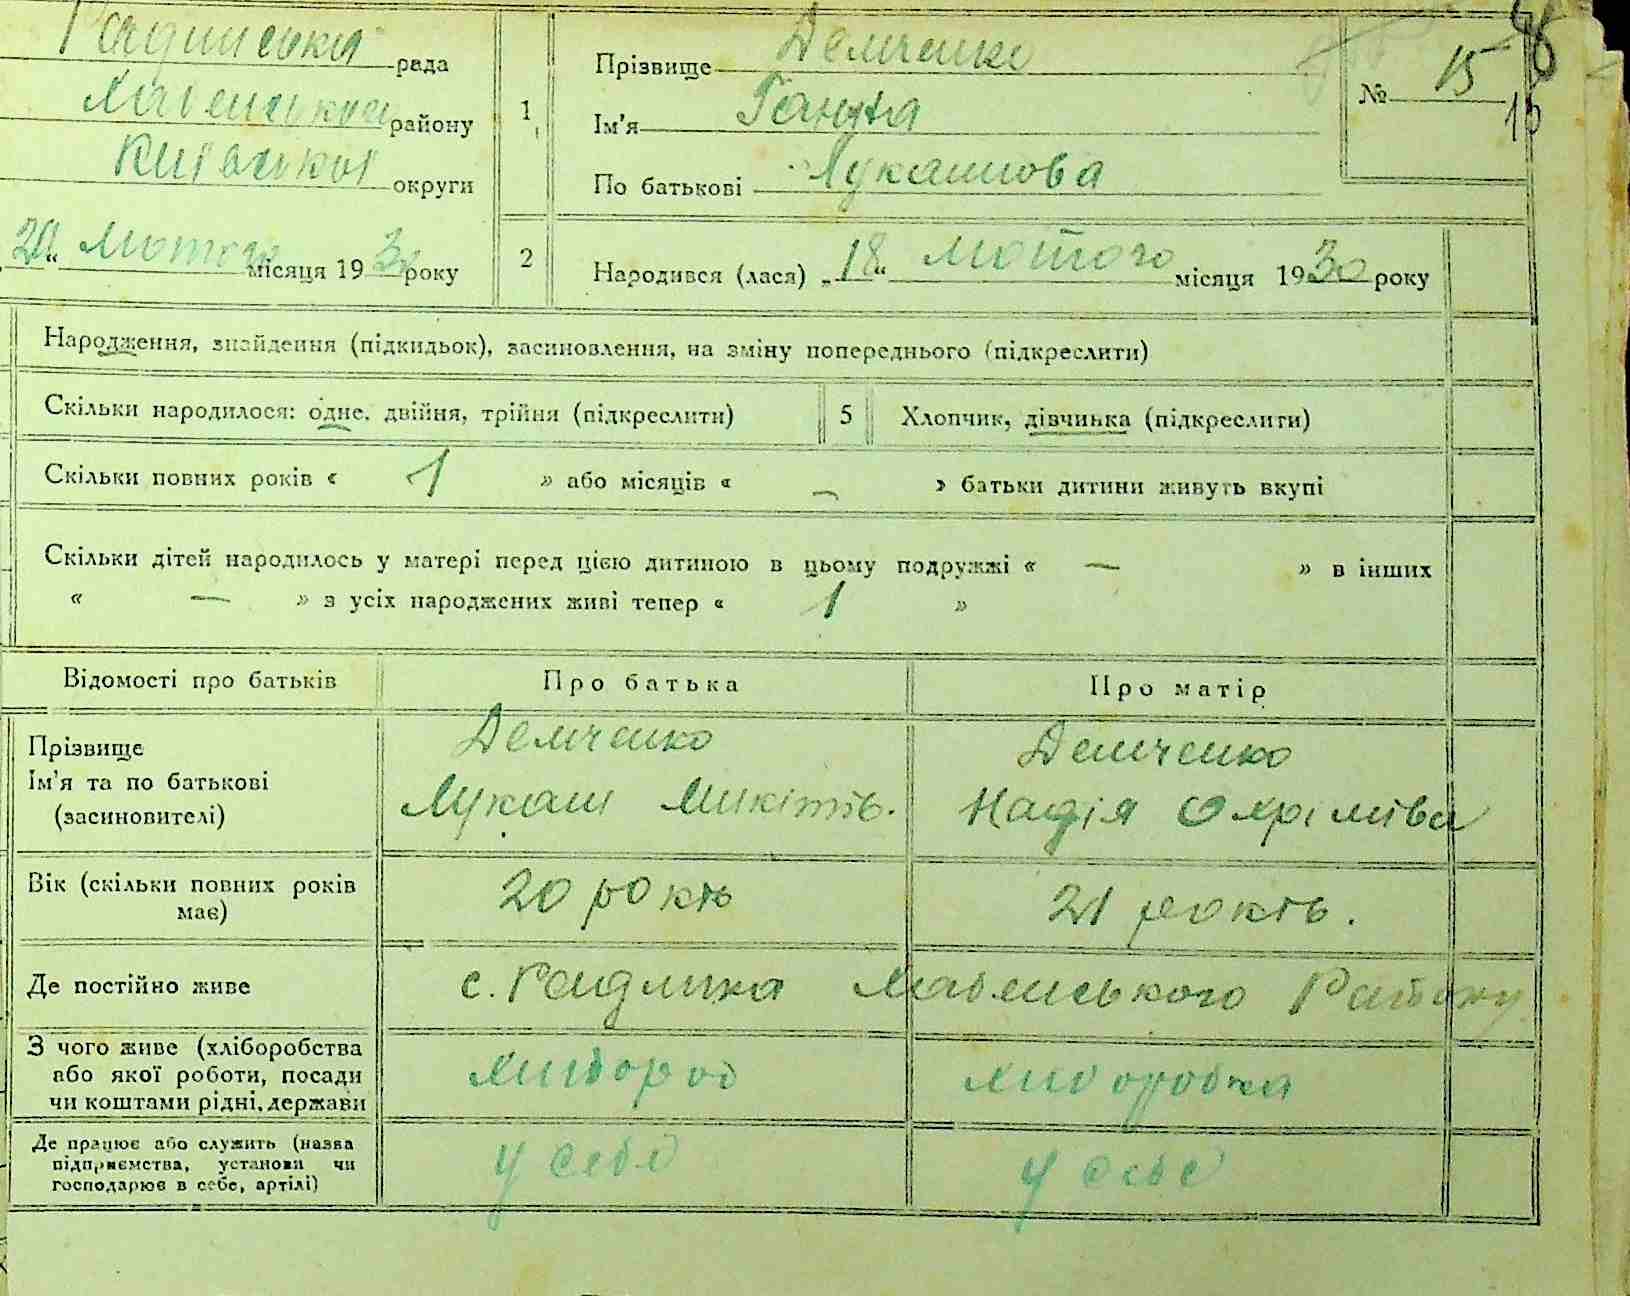 рада
району
Київської округи
20 „ лютого місяця 1930 року
1
Прізвище Демченко
Ім'я Ганна
По батькові Лукашова
№ 15
2
Народився (лася) „ 18 “ лютого місяця 1930 року
Народження, знайдення (підкидьок), засиновлення, на зміну попереднього (підкреслити)
Скільки народилося: одне, двійня, трійня (підкреслити)
5
Хлопчик, дівчинка (підкреслити)
Скільки повних років « 1 » або місяців « – » батьки дитини живуть вкупі
Скільки дітей народилось у матері перед цією дитиною в цьому подружжі « — » в інших
« — » з усіх народжених живі тепер « 1 »
Відомості про батьків
Про батька
Про матір
Прізвище
Ім'я та по батькові
(засиновителі)
Демченко
Лукаш Микітів.
Демченко
Надія Охрімівa
Вік (скільки повних років
має)
20 років
21 років.
Де постійно живе
с. Радинка Хабенського Району
З чого живе (хліборобства
або якої роботи, посади
чи коштами рідні, держави
хлібороб
хліборобка
Де працює або служить (назва
підприємства, установи чи
господарює в себе, артілі)
у себе
у себе